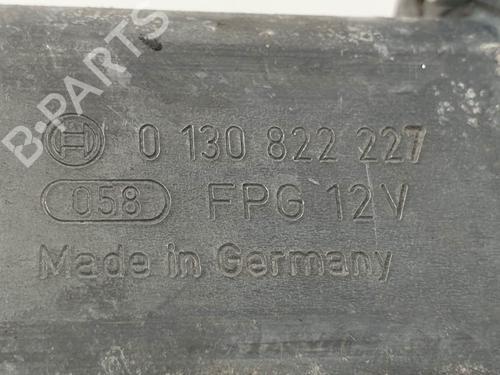 B-PARTS
0 130 822 227
058 FPG 12V
Made in Germany